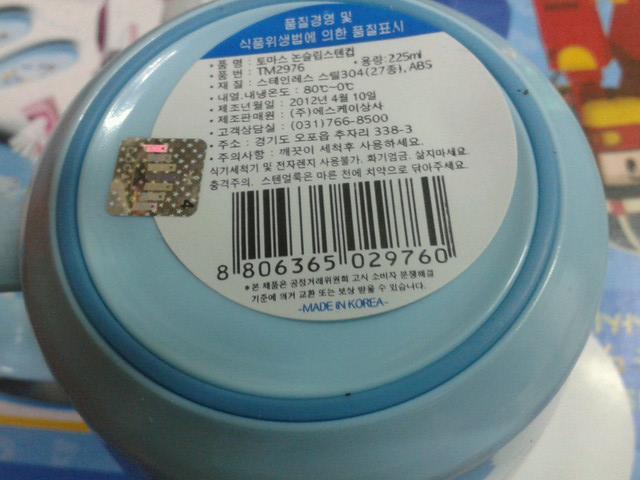 품질경영 및
식품위생법에 의한 품질표시
• 품 명 : 토마스 논슬립스텐컵 • 용량: 225ml
• 품 번 : TM2976
• 재 질 : 스테인레스 스틸304(27종), ABS
• 내열.내냉온도 : 80℃~0℃
• 제조년월일 : 2012년 4월 10일
• 제조판매원 : (주)에스케이상사
• 고객상담실 : (031)766-8500
• 주소 : 경기도 오포읍 추자리 338-3
• 주의사항 : 깨끗이 세척후 사용하세요.
식기세척기 및 전자렌지 사용불가. 화기엄금. 삶지마세요.
충격주의. 스텐얼룩은 마른 천에 치약으로 닦아주세요.
8 806365 029760
*본 제품은 공정거래위원회 고시 소비자 분쟁해결
기준에 의거 교환 또는 보상 받을 수 있습니다.
-MADE IN KOREA-